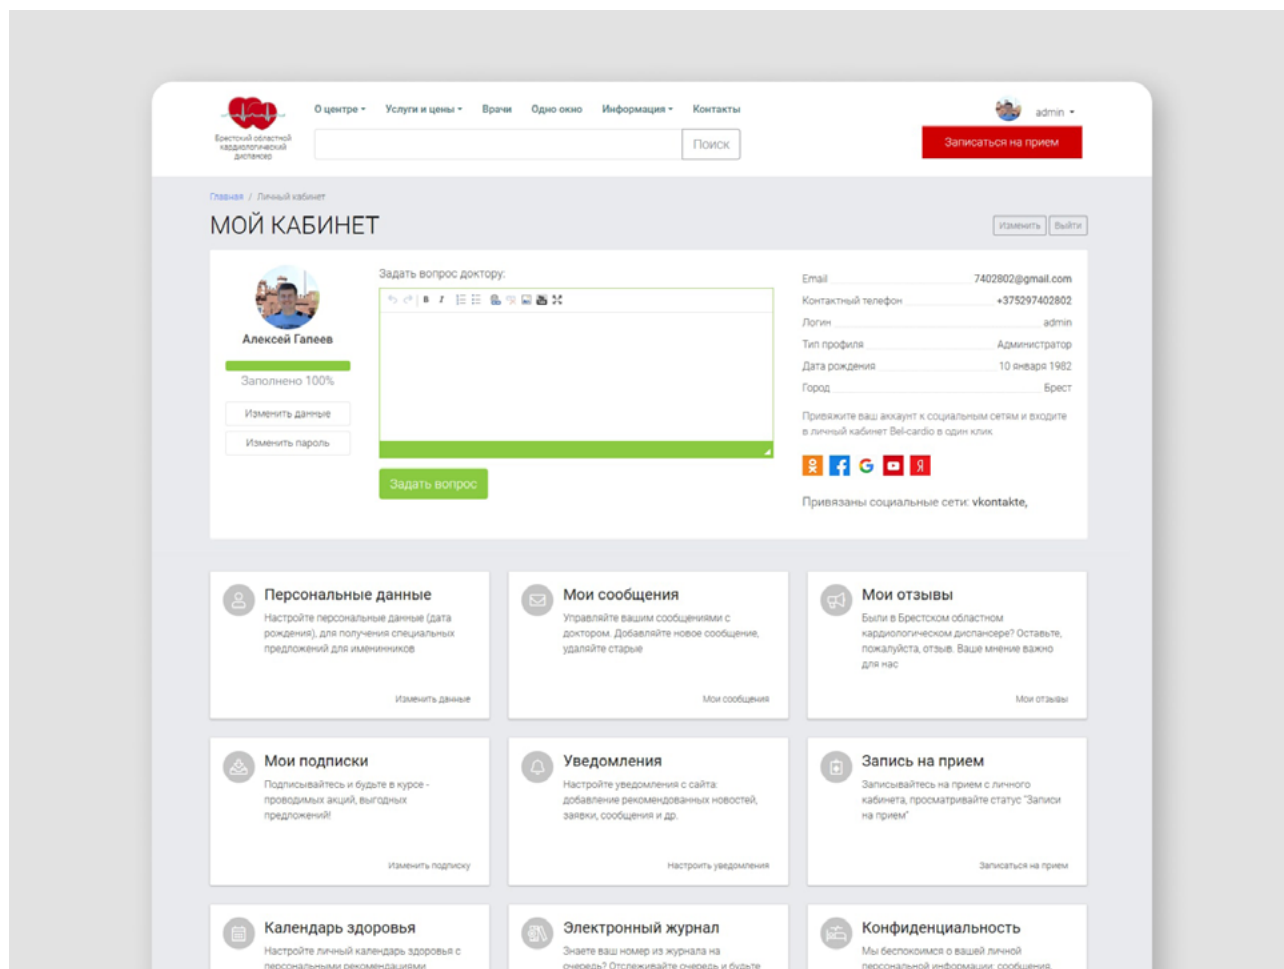 О центре
Услуги и цены
Врачи
Одно окно
Информация
Контакты
admin
Брестский областной
кардиологический
диспансер
Поиск
Записаться на прием
Главная / Личный кабинет
МОЙ КАБИНЕТ
Изменить
Выйти
Алексей Гапеев
Заполнено 100%
Изменить данные
Изменить пароль
Задать вопрос доктору:
B I
Задать вопрос
Email 7402802@gmail.com
Контактный телефон +375297402802
Логин admin
Тип профиля Администратор
Дата рождения 10 января 1982
Город Брест
Привяжите ваш аккаунт к социальным сетям и входите
в личный кабинет Bel-cardio в один клик.
Привязаны социальные сети: vkontakte,
Персональные данные
Настройте персональные данные (дата
рождения), для получения специальных
предложений для именинников
Изменить данные
Мои сообщения
Управляйте вашим сообщениями с
доктором. Добавляйте новое сообщение,
удаляйте старые
Мои сообщения
Мои отзывы
Были в Брестском областном
кардиологическом диспансере? Оставьте,
пожалуйста, отзыв. Ваше мнение важно
для нас
Мои отзывы
Мои подписки
Подписывайтесь и будьте в курсе -
проводимых акций, выгодных
предложений!
Изменить подписку
Уведомления
Настройте уведомления с сайта:
добавление рекомендованных новостей,
заявки, сообщения и др.
Настроить уведомления
Запись на прием
Записывайтесь на прием с личного
кабинета, просматривайте статус "Записи
на прием"
Записаться на прием
Календарь здоровья
Настройте личный календарь здоровья с
персональными рекомендациями
Электронный журнал
Знаете ваш номер из журнала на
очередь? Отслеживайте очередь и будьте
Конфиденциальность
Мы беспокоимся о вашей личной
персональной информации: сообщения,